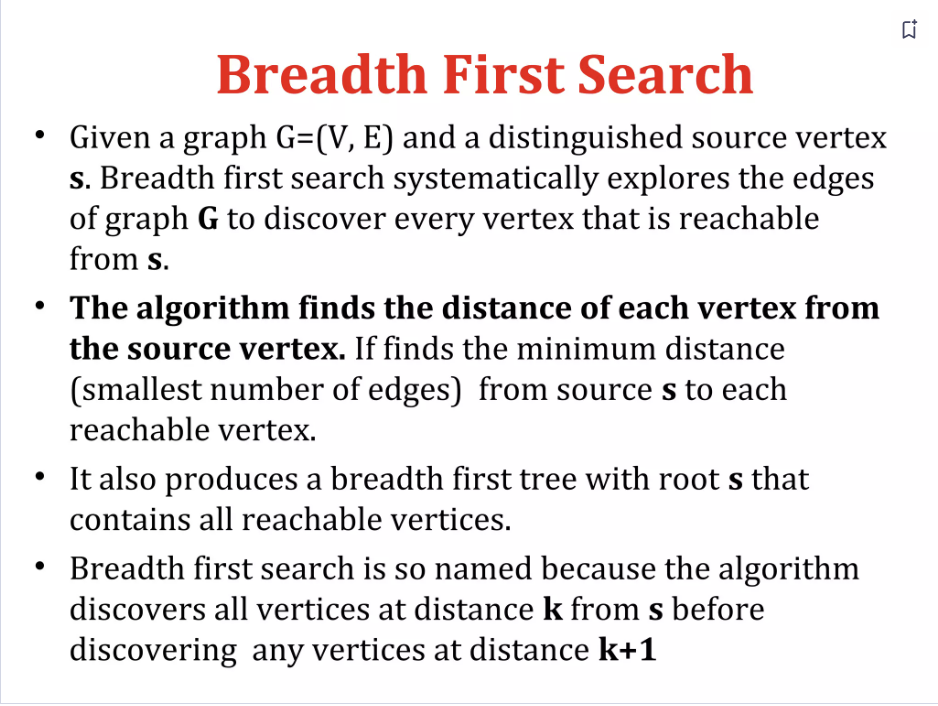 Breadth First Search
• Given a graph G=(V, E) and a distinguished source vertex
s. Breadth first search systematically explores the edges
of graph G to discover every vertex that is reachable
from s.
• The algorithm finds the distance of each vertex from
the source vertex. If finds the minimum distance
(smallest number of edges)  from source s to each
reachable vertex.
• It also produces a breadth first tree with root s that
contains all reachable vertices.
• Breadth first search is so named because the algorithm
discovers all vertices at distance k from s before
discovering  any vertices at distance k+1